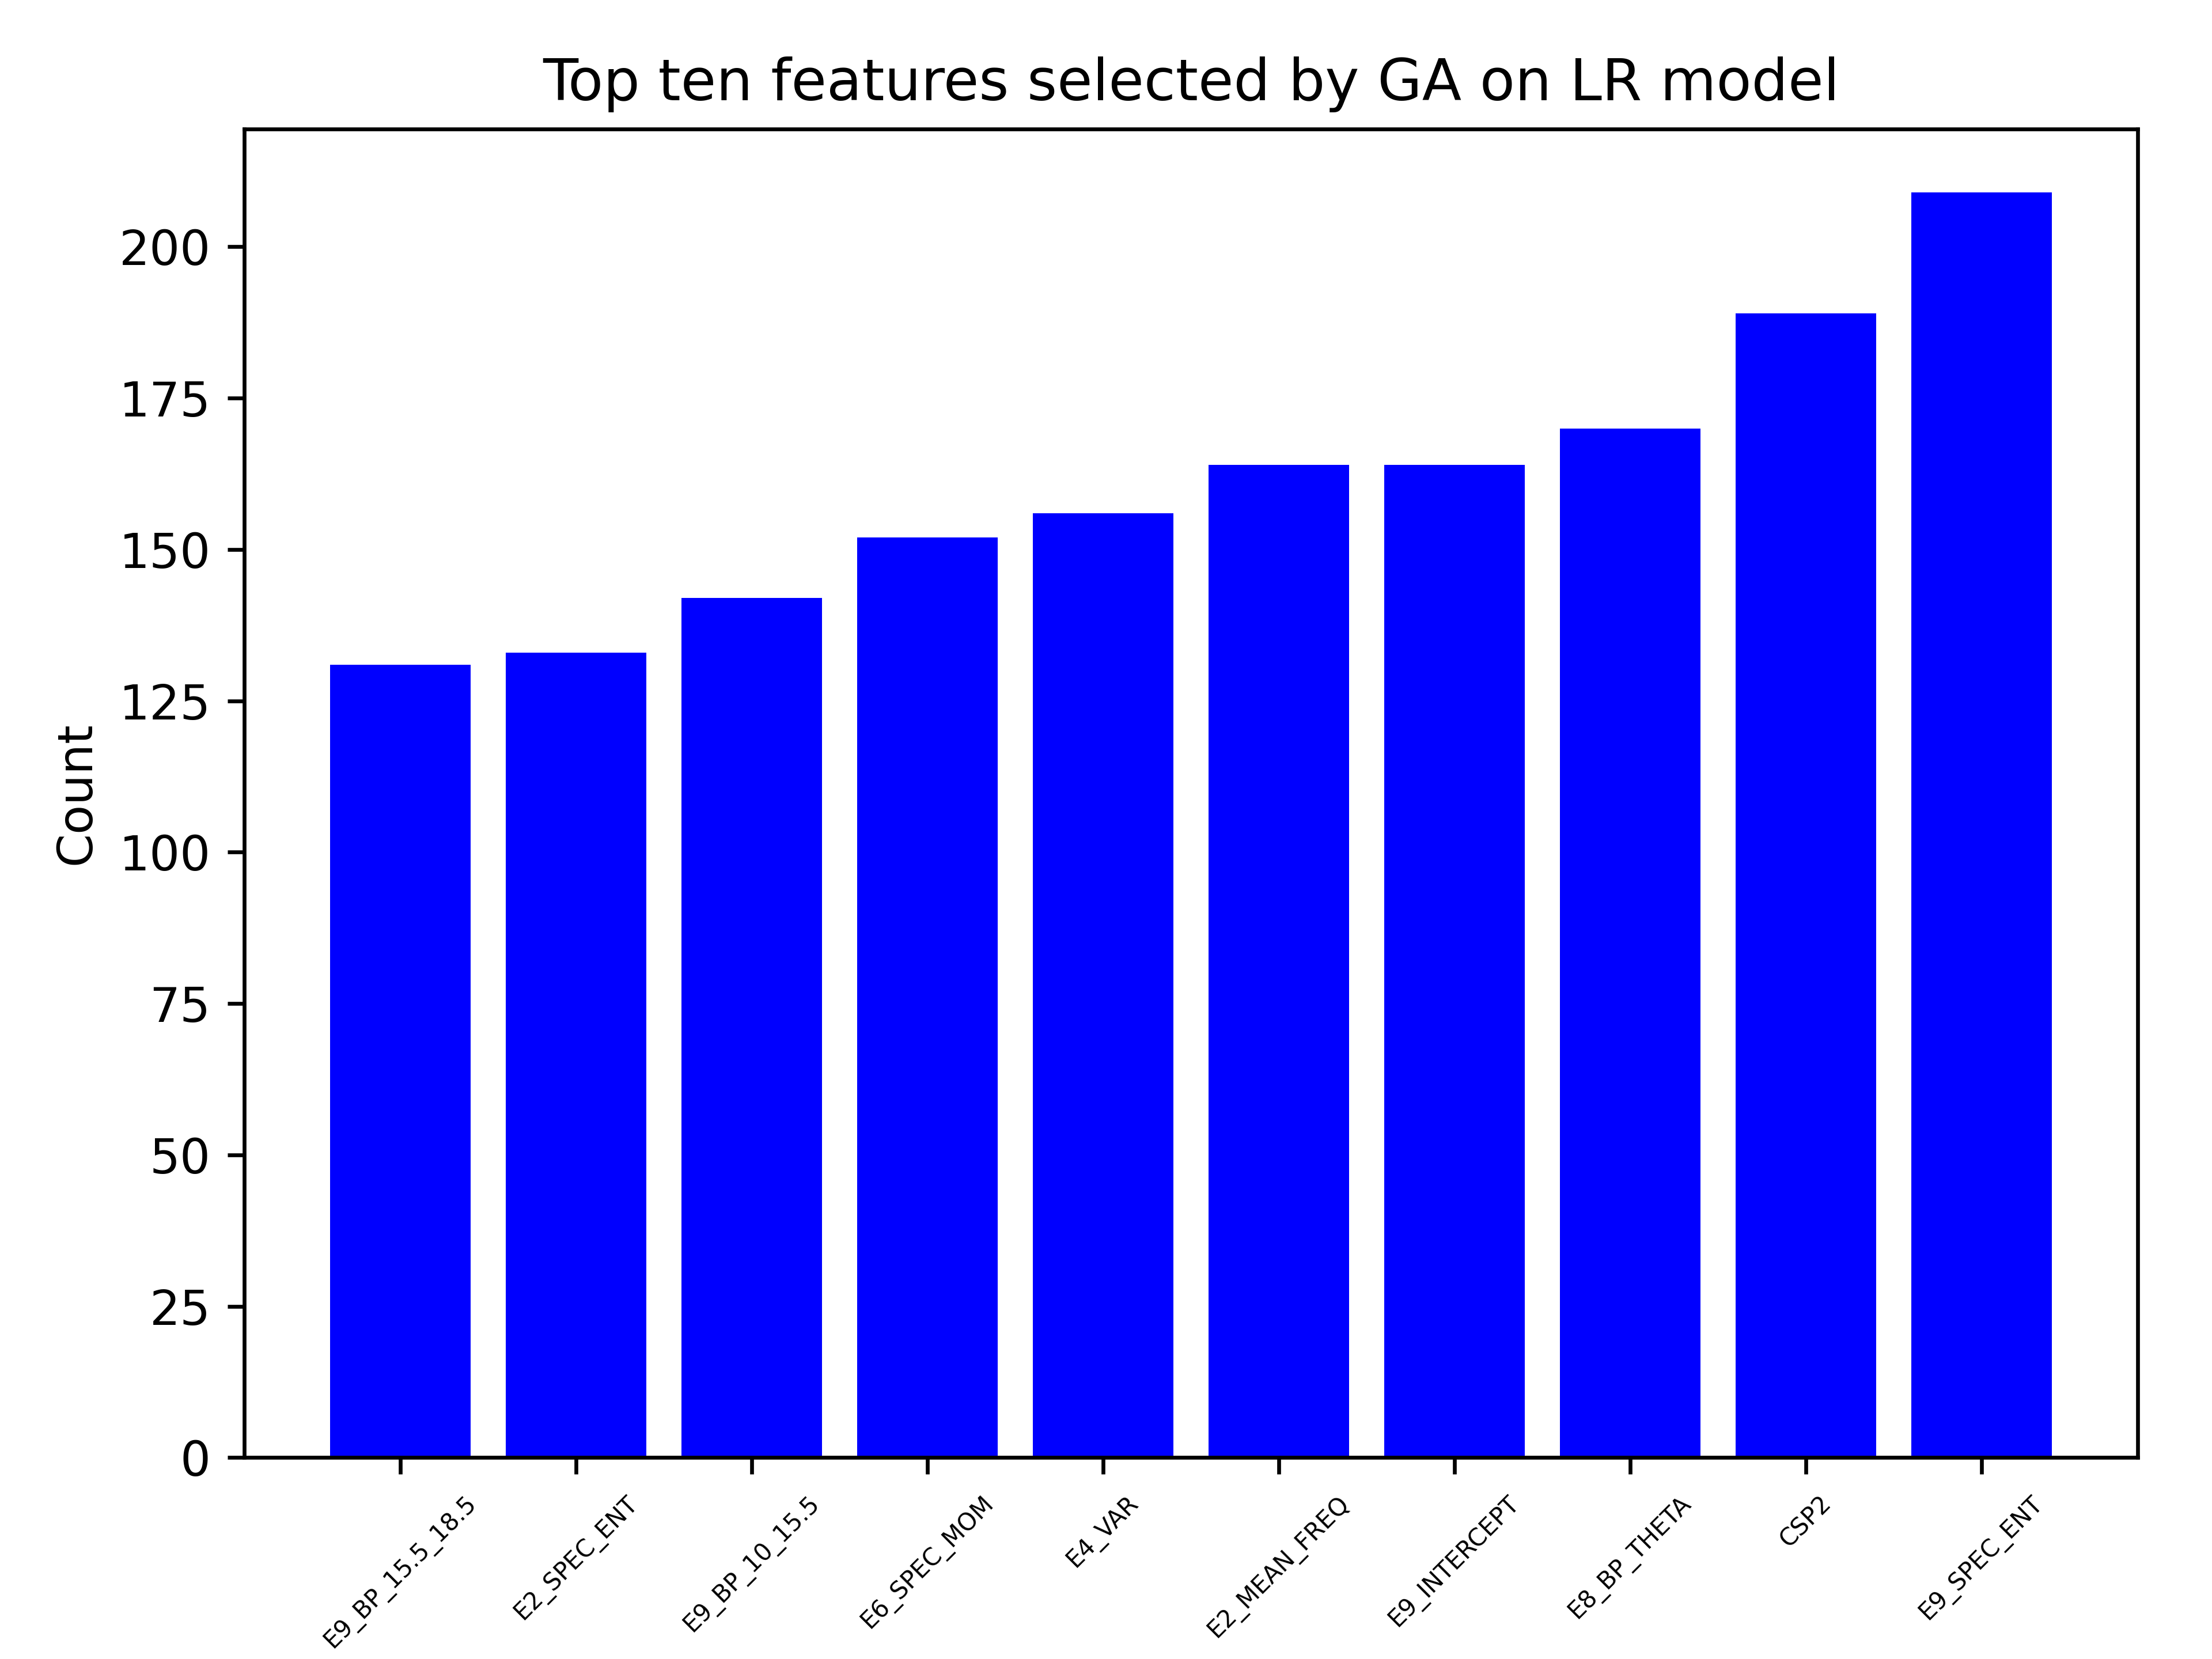 Top ten features selected by GA on LR model
Count
200
175
150
125
100
75
50
25
0
E9_BP_15.5_18.5
E2_SPEC_ENT
E9_BP_10_15.5
E6_SPEC_MOM
E4_VAR
E2_MEAN_FREQ
E9_INTERCEPT
E8_BP_THETA
CSP2
E9_SPEC_ENT